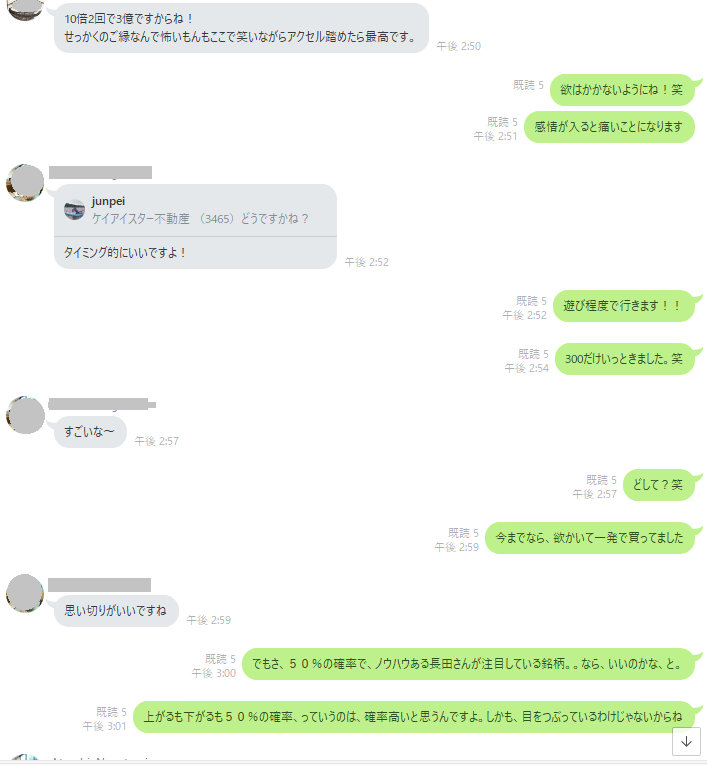 10倍2回で3億ですからね！
せっかくのご縁なんで怖いもんもここで笑いながらアクセル踏めたら最高です。
午後 2:50
既読 5
欲はかかないようにね！笑
既読 5
午後 2:51
感情が入ると痛いことになります
junpei
ケイアイスター不動産 （3465）どうですかね？
タイミング的にいいですよ！
午後 2:52
既読 5
午後 2:52
遊び程度で行きます！！
既読 5
午後 2:54
300だけいっときました。笑
すごいな～
午後 2:57
既読 5
午後 2:57
どして？笑
既読 5
午後 2:59
今までなら、欲かいて一発で買ってました
思い切りがいいですね
午後 2:59
既読 5
午後 3:00
でもさ、５０％の確率で、ノウハウある長田さんが注目している銘柄。。なら、いいのかな、と。
既読 5
午後 3:01
上がるも下がるも５０％の確率、っていうのは、確率高いと思うんですよ。しかも、目をつぶっているわけじゃないからね